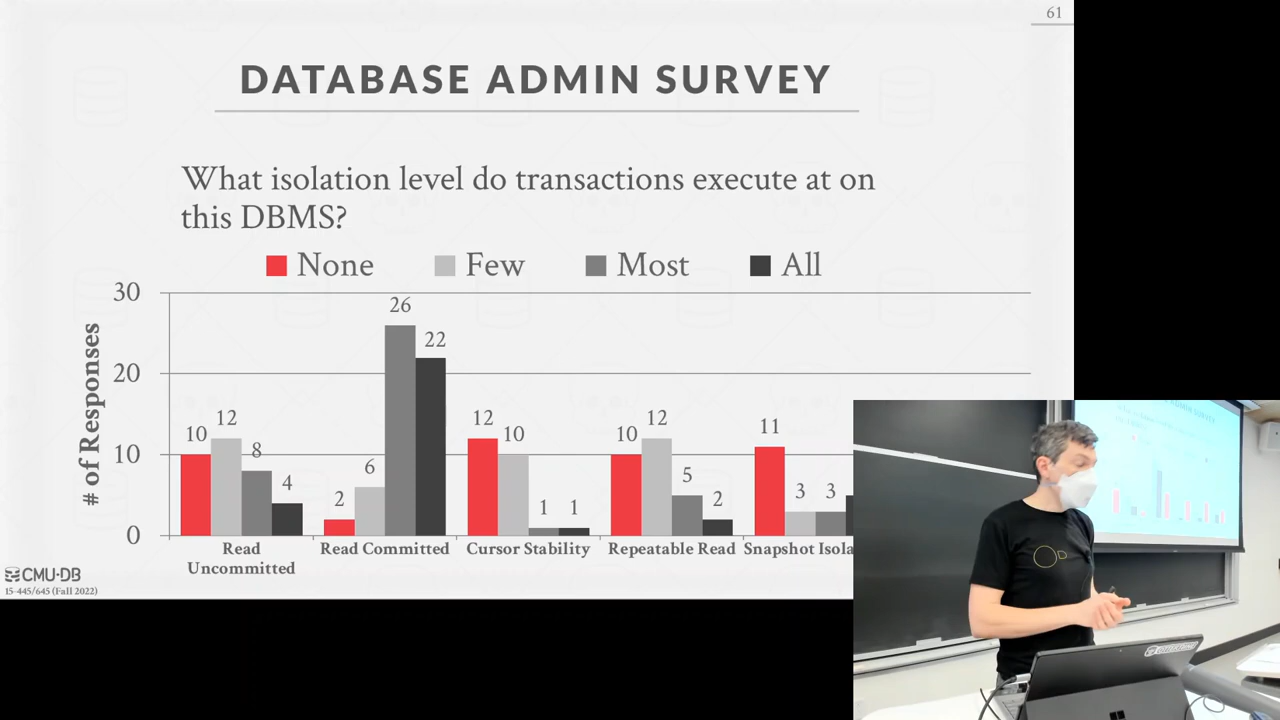 61
DATABASE ADMIN SURVEY
What isolation level do transactions execute at on
this DBMS?
None Few Most All
30
20
10
0
# of Responses
10 12 8 4
2 6 26 22
12 10 1 1
10 12 5 2
11 3 3
Read
Uncommitted
Read Committed
Cursor Stability
Repeatable Read
Snapshot Isola
CMU·DB
15-445/645 (Fall 2022)